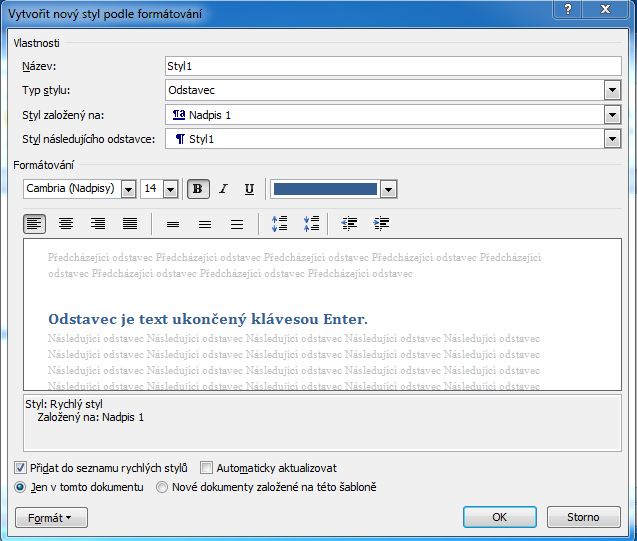 Vytvořit nový styl podle formátování
Vlastnosti
Název: Styl1
Typ stylu: Odstavec
Styl založený na: ¶a Nadpis 1
Styl následujícího odstavce: ¶ Styl1
Formátování
Cambria (Nadpisy) 14 B I U
Předcházející odstavec Předcházející odstavec Předcházející odstavec Předcházející odstavec Předcházející
odstavec Předcházející odstavec Předcházející odstavec Předcházející odstavec
Odstavec je text ukončený klávesou Enter.
Následující odstavec Následující odstavec Následující odstavec Následující odstavec Následující odstavec
Následující odstavec Následující odstavec Následující odstavec Následující odstavec Následující odstavec
Následující odstavec Následující odstavec Následující odstavec Následující odstavec Následující odstavec
Následující odstavec Následující odstavec Následující odstavec Následující odstavec Následující odstavec
Styl: Rychlý styl
Založený na: Nadpis 1
Přidat do seznamu rychlých stylů Automaticky aktualizovat
Jen v tomto dokumentu Nové dokumenty založené na této šabloně
Formát OK Storno